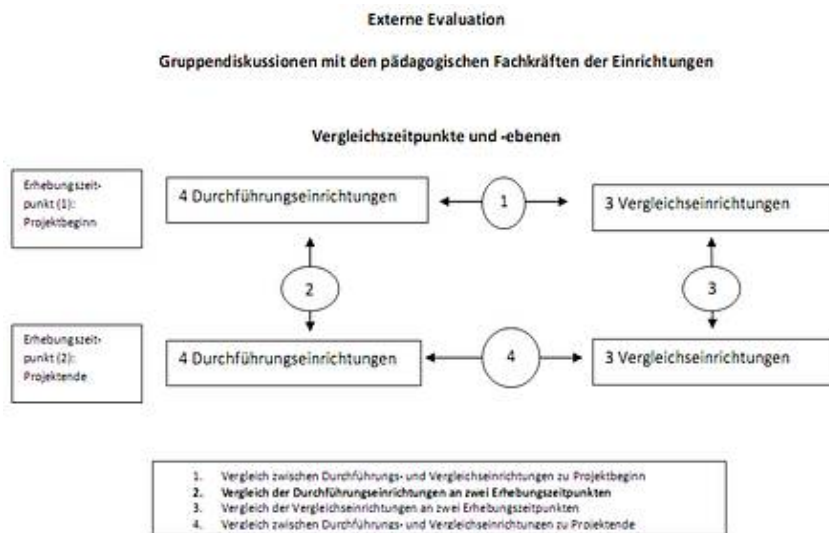 Externe Evaluation
Gruppendiskussionen mit den pädagogischen Fachkräften der Einrichtungen
Vergleichszeitpunkte und -ebenen
Erhebungszeit-
punkt (1):
Projektbeginn
4 Durchführungseinrichtungen
1
3 Vergleichseinrichtungen
2
3
Erhebungszeit-
punkt (2):
Projektende
4 Durchführungseinrichtungen
4
3 Vergleichseinrichtungen
1. Vergleich zwischen Durchführungs- und Vergleichseinrichtungen zu Projektbeginn
2. Vergleich der Durchführungseinrichtungen an zwei Erhebungszeitpunkten
3. Vergleich der Vergleichseinrichtungen an zwei Erhebungszeitpunkten
4. Vergleich zwischen Durchführungs- und Vergleichseinrichtungen zu Projektende